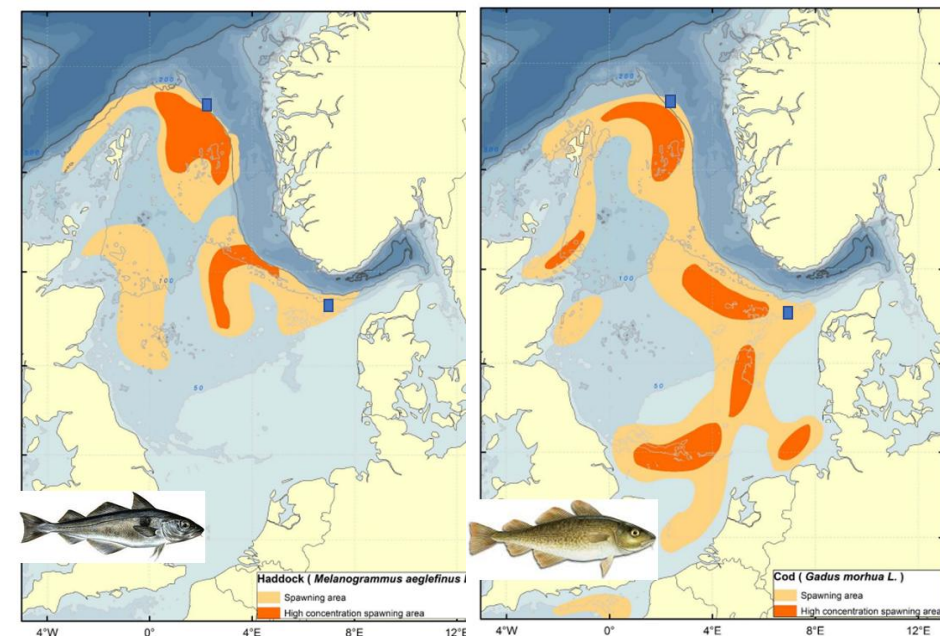 200
100
50
Haddock ( Melanogrammus aeglefinus
Spawning area
High concentration spawning area
4°W 0° 4°E 8°E 12°E
200
100
50
Cod ( Gadus morhua L. )
Spawning area
High concentration spawning area
4°W 0° 4°E 8°E 12°E